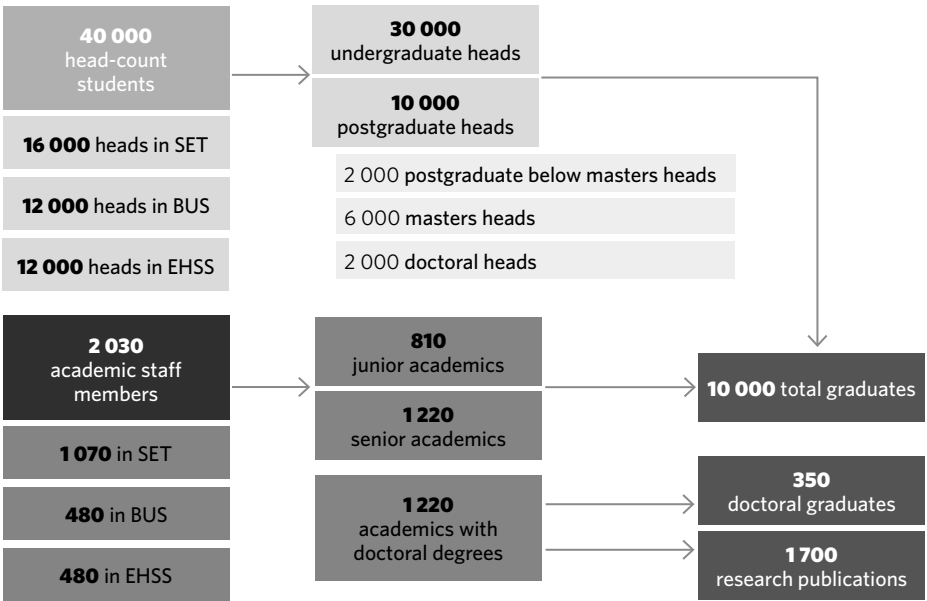 40 000
head-count
students
16 000 heads in SET
12 000 heads in BUS
12 000 heads in EHSS
30 000
undergraduate heads
10 000
postgraduate heads
2 000 postgraduate below masters heads
6 000 masters heads
2 000 doctoral heads
2 030
academic staff
members
1 070 in SET
480 in BUS
480 in EHSS
810
junior academics
1 220
senior academics
1 220
academics with
doctoral degrees
10 000 total graduates
350
doctoral graduates
1 700
research publications